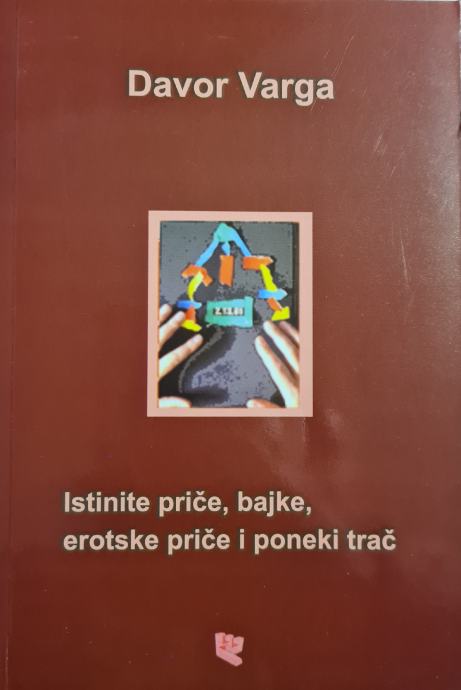 Davor Varga
Istinite priče, bajke,
erotske priče i poneki trač